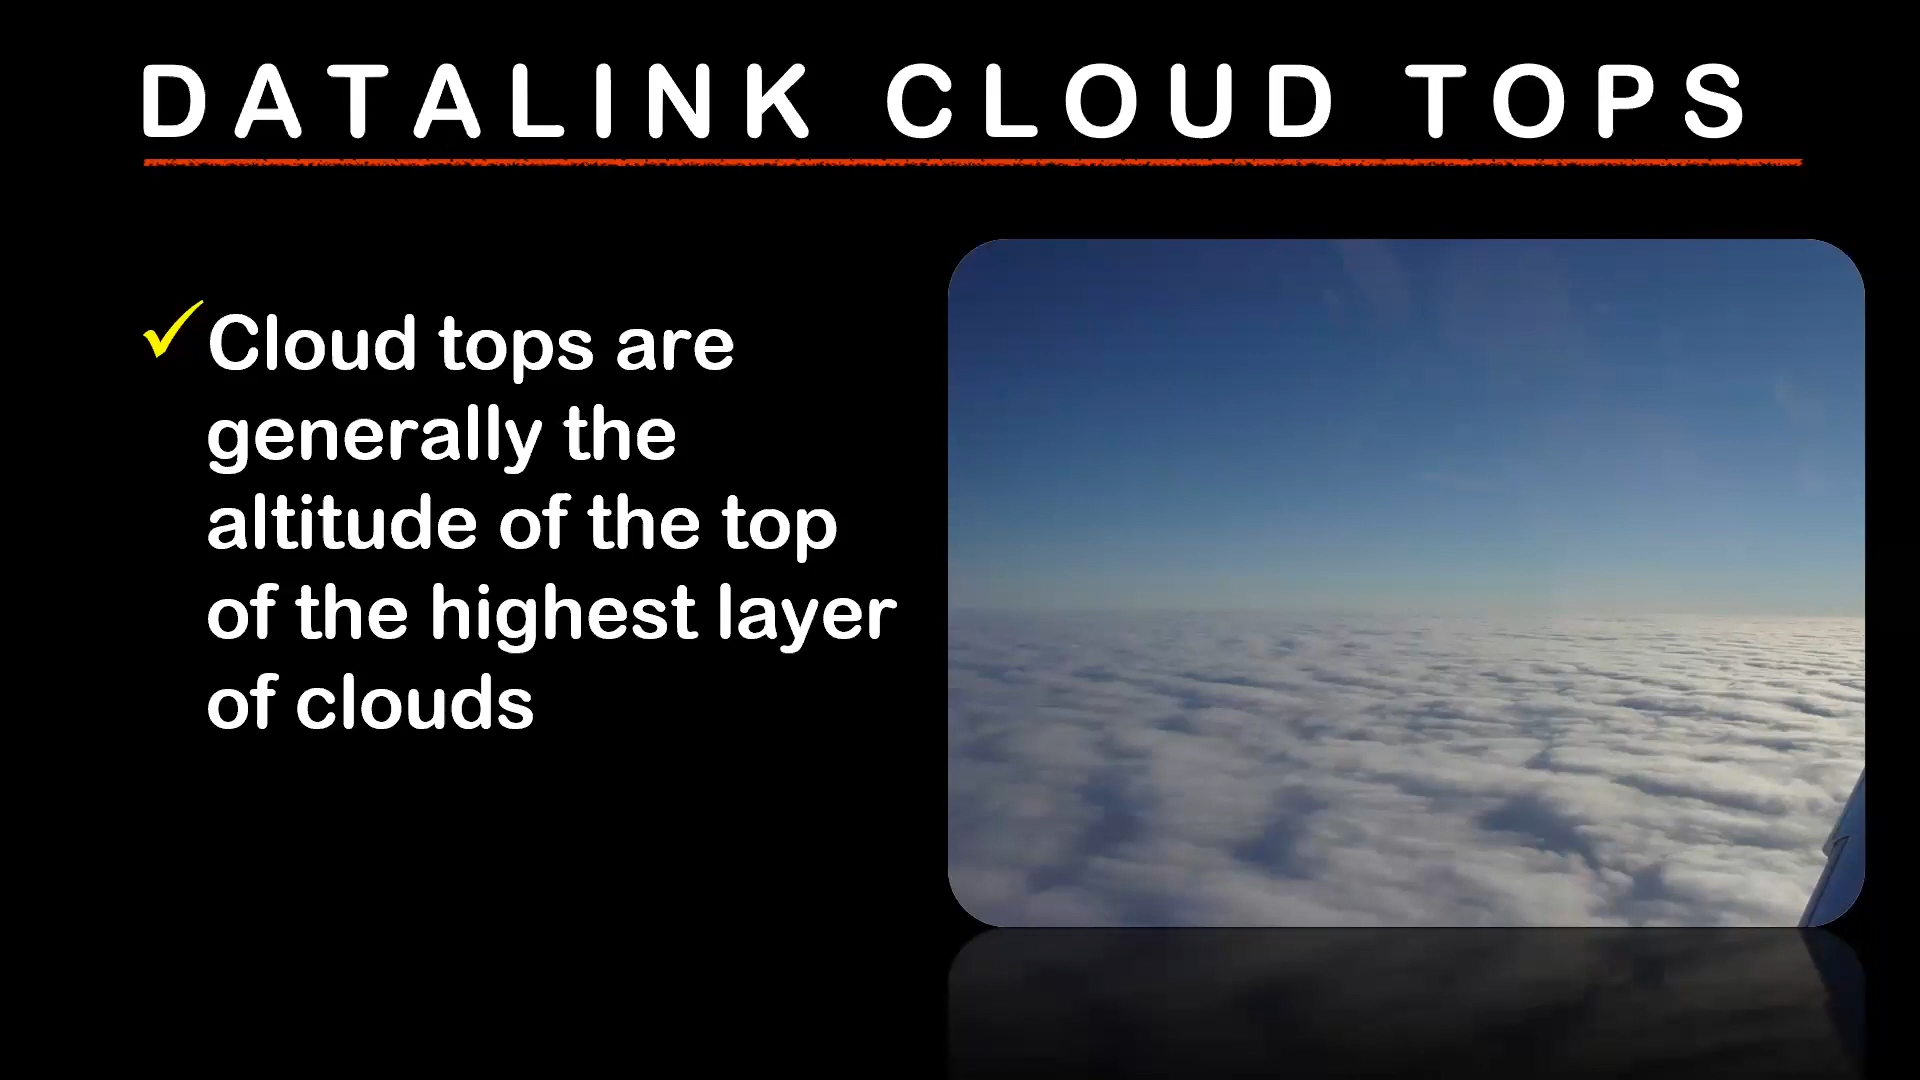 DATALINK CLOUD TOPS
Cloud tops are
generally the
altitude of the top
of the highest layer
of clouds